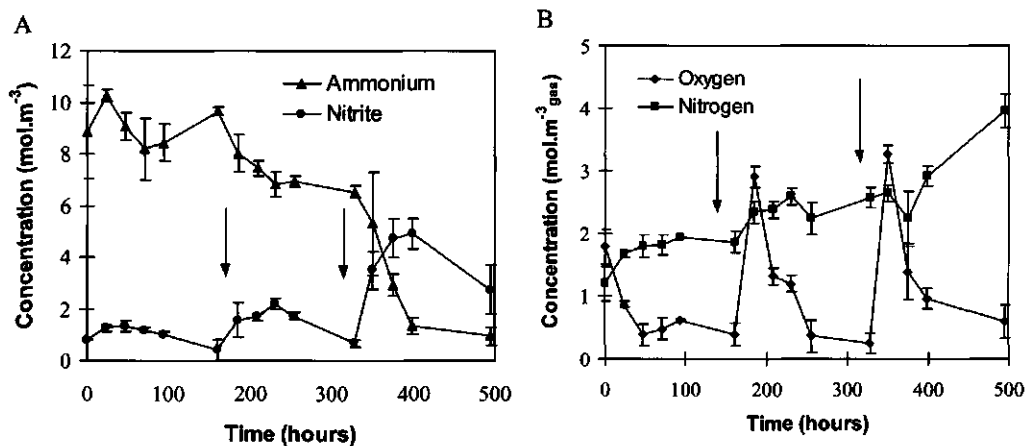 A
12
10
8
6
4
2
0
0 100 200 300 400 500
Concentration (mol.m⁻³)
Time (hours)
Ammonium
Nitrite
B
5
4
3
2
1
0
0 100 200 300 400 500
Concentration (mol.m⁻³ gas)
Time (hours)
Oxygen
Nitrogen